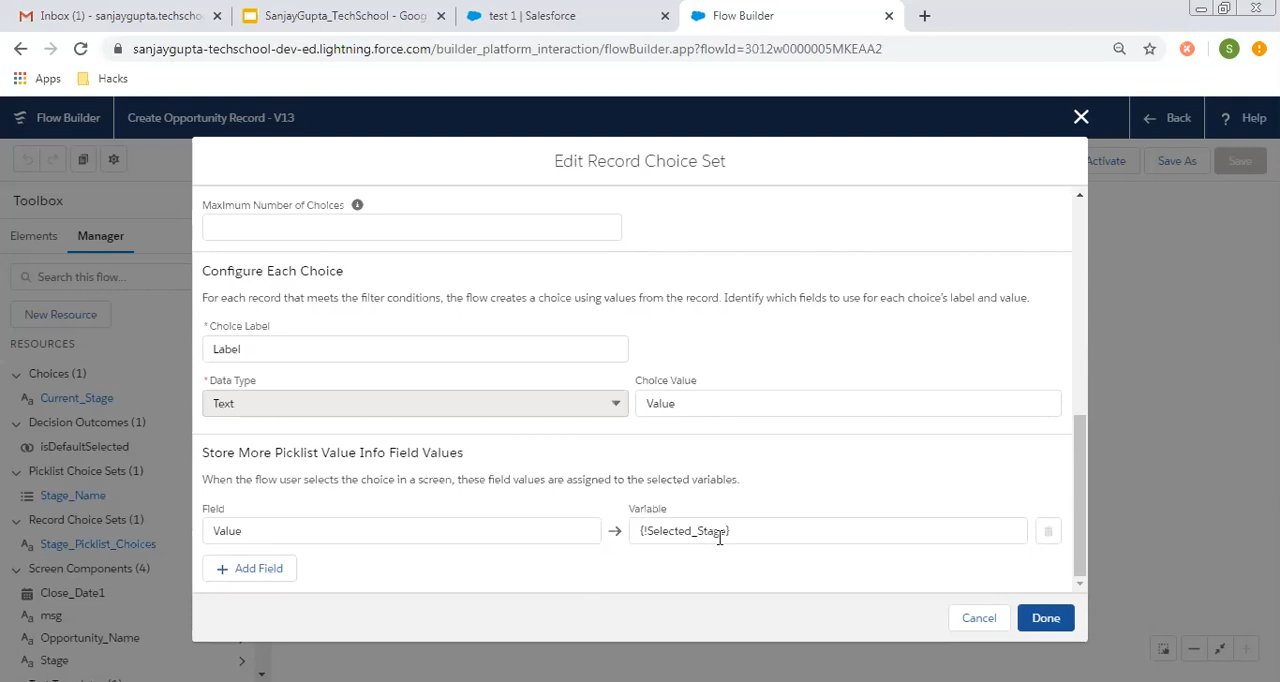 Inbox (1) - sanjaygupta.techschoo
SanjayGupta_TechSchool - Goog
test 1 | Salesforce
Flow Builder
sanjaygupta-techschool-dev-ed.lightning.force.com/builder_platform_interaction/flowBuilder.app?flowId=3012w0000005MKEAA2
S
Apps
Hacks
Flow Builder
Create Opportunity Record - V13
Back
? Help
Activate
Save As
Save
Toolbox
Elements
Manager
Search this flow...
New Resource
RESOURCES
Choices (1)
Current_Stage
Decision Outcomes (1)
isDefaultSelected
Picklist Choice Sets (1)
Stage_Name
Record Choice Sets (1)
Stage_Picklist_Choices
Screen Components (4)
Close_Date1
msg
Opportunity_Name
Stage
Edit Record Choice Set
Maximum Number of Choices
Configure Each Choice
For each record that meets the filter conditions, the flow creates a choice using values from the record. Identify which fields to use for each choice's label and value.
* Choice Label
Label
* Data Type
Text
Choice Value
Value
Store More Picklist Value Info Field Values
When the flow user selects the choice in a screen, these field values are assigned to the selected variables.
Field
Value
Variable
{!Selected_Stage}
+ Add Field
Cancel
Done